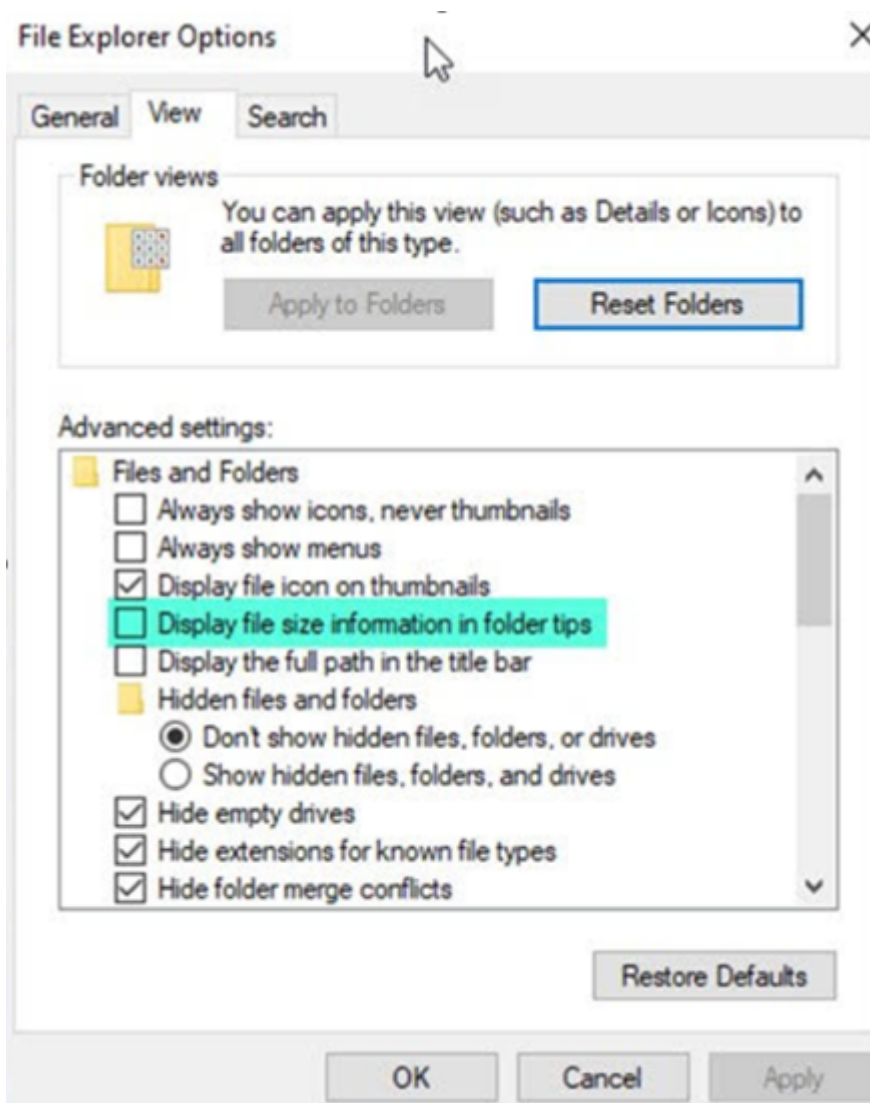 File Explorer Options
General View Search
Folder views
You can apply this view (such as Details or Icons) to
all folders of this type.
Apply to Folders Reset Folders
Advanced settings:
Files and Folders
Always show icons, never thumbnails
Always show menus
Display file icon on thumbnails
Display file size information in folder tips
Display the full path in the title bar
Hidden files and folders
Don't show hidden files, folders, or drives
Show hidden files, folders, and drives
Hide empty drives
Hide extensions for known file types
Hide folder merge conflicts
Restore Defaults
OK Cancel Apply